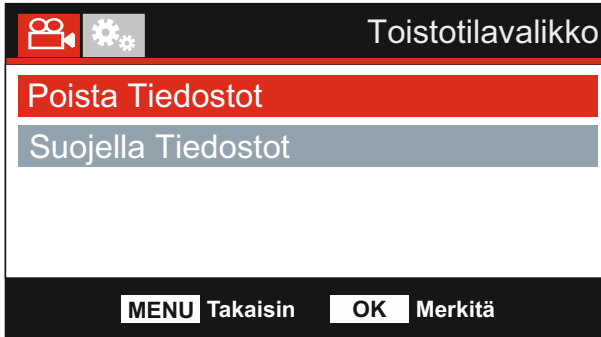 Toistotilavalikko
Poista Tiedostot
Suojella Tiedostot
MENU Takaisin OK Merkitä